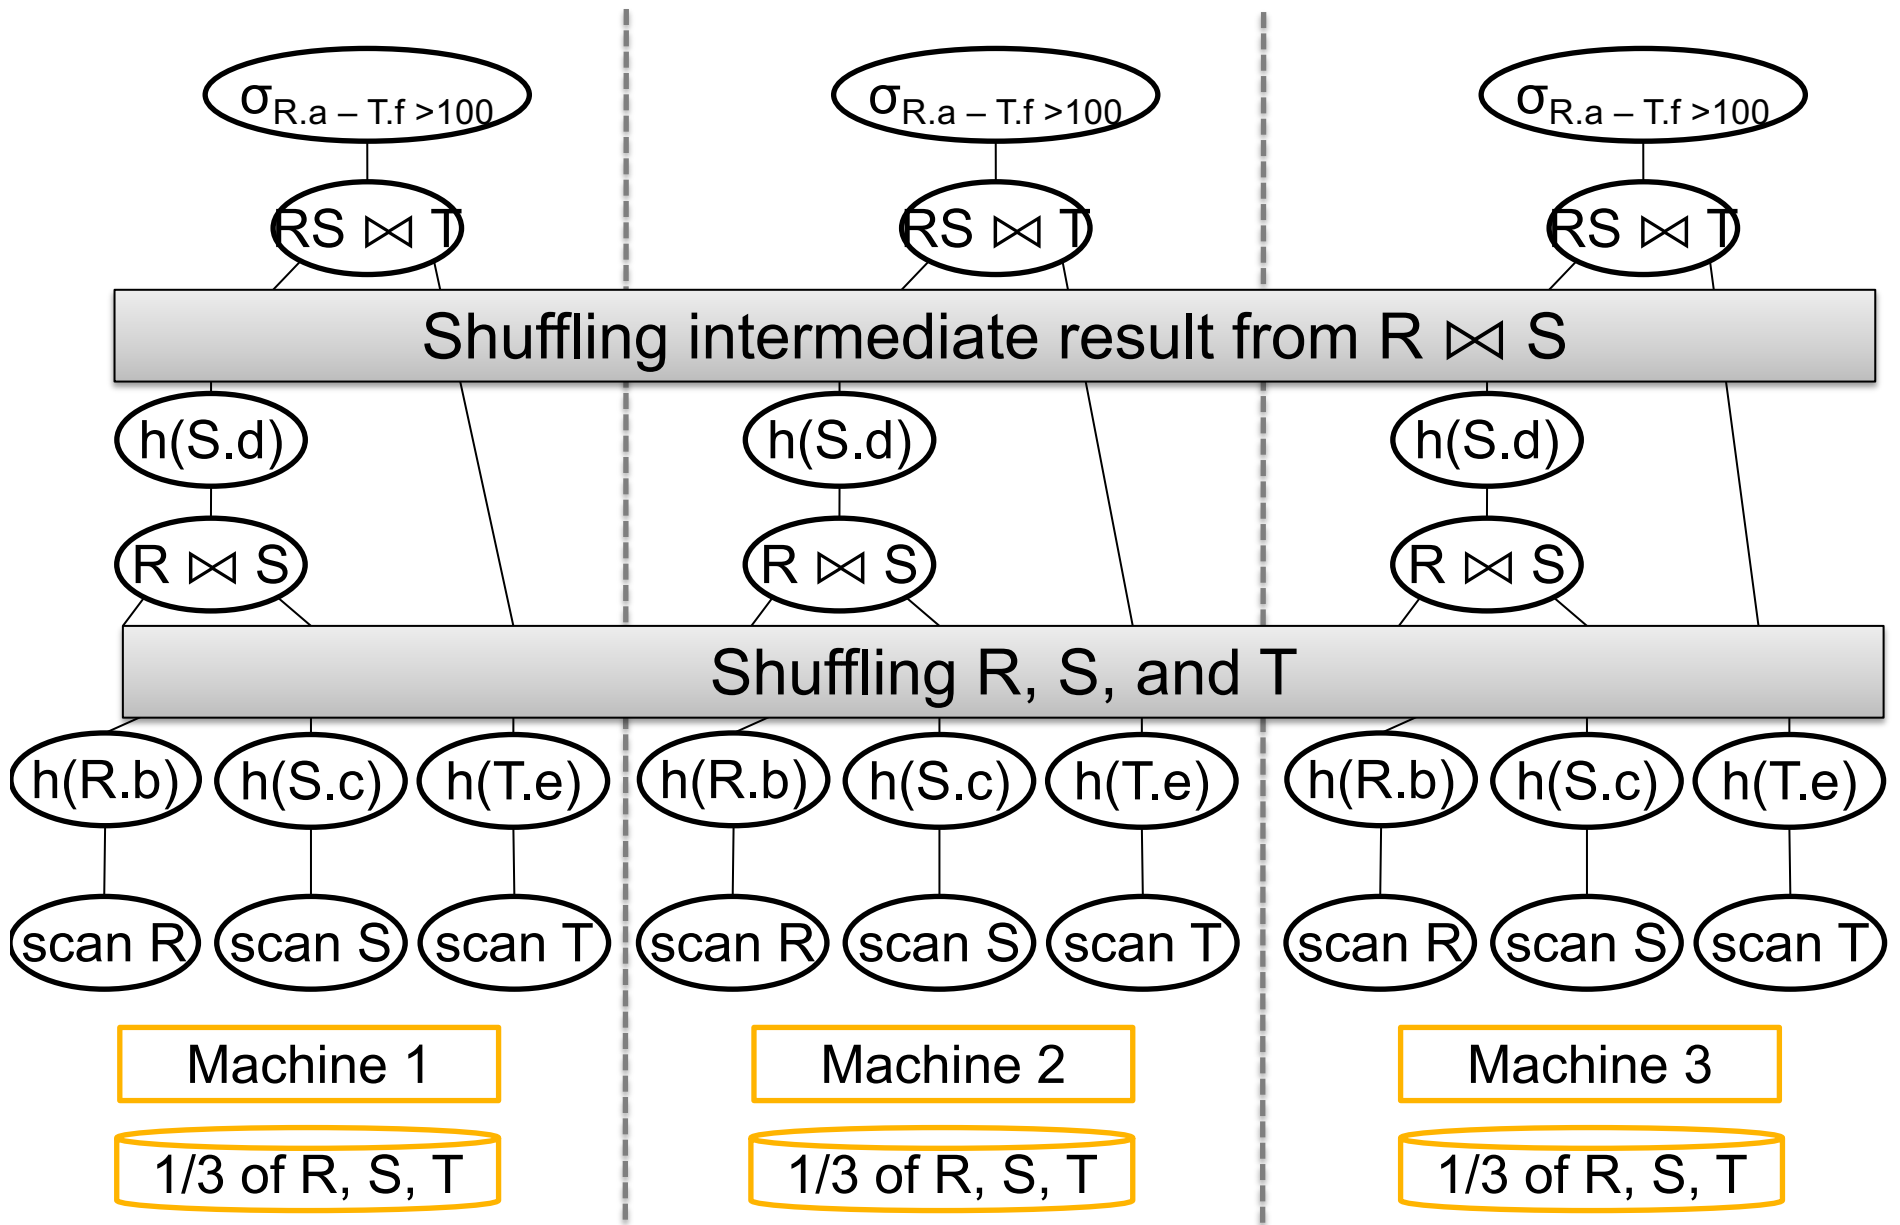 σR.a – T.f >100 σR.a – T.f >100 σR.a – T.f >100
RS ⋈ T RS ⋈ T RS ⋈ T
Shuffling intermediate result from R ⋈ S
h(S.d) h(S.d) h(S.d)
R ⋈ S R ⋈ S R ⋈ S
Shuffling R, S, and T
h(R.b) h(S.c) h(T.e) h(R.b) h(S.c) h(T.e) h(R.b) h(S.c) h(T.e)
scan R scan S scan T scan R scan S scan T scan R scan S scan T
Machine 1 Machine 2 Machine 3
1/3 of R, S, T 1/3 of R, S, T 1/3 of R, S, T